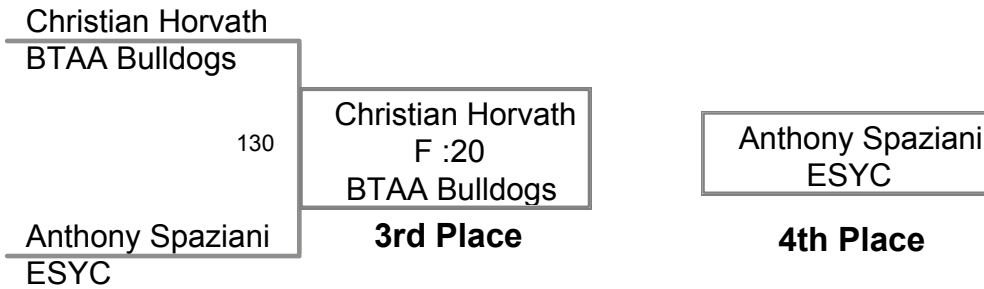 Christian Horvath
BTAA Bulldogs
130
Anthony Spaziani
ESYC
Christian Horvath
F :20
BTAA Bulldogs
3rd Place
Anthony Spaziani
ESYC
4th Place